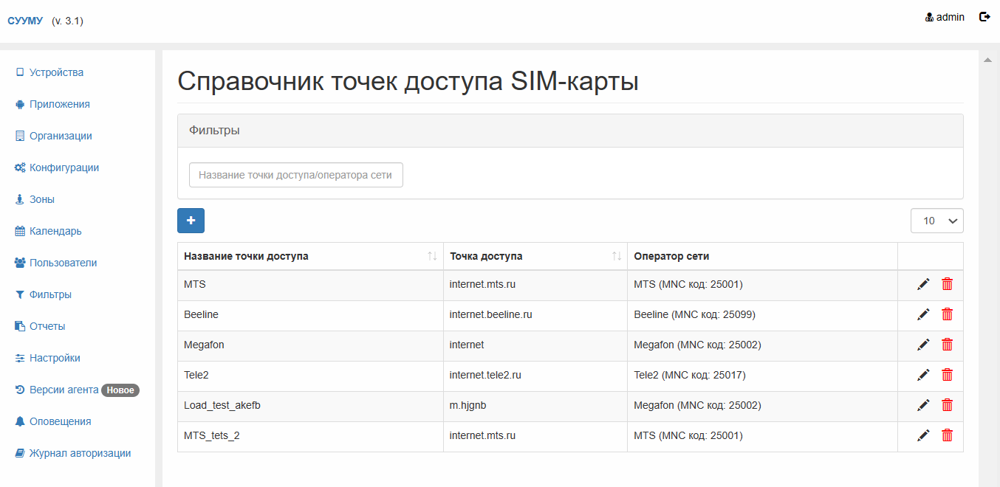 СУУМУ (v. 3.1)
admin
Устройства
Приложения
Организации
Конфигурации
Зоны
Календарь
Пользователи
Фильтры
Отчеты
Настройки
Версии агента Новое
Оповещения
Журнал авторизации
Справочник точек доступа SIM-карты
Фильтры
Название точки доступа/оператора сети
10
Название точки доступа Точка доступа Оператор сети
MTS internet.mts.ru MTS (MNC код: 25001)
Beeline internet.beeline.ru Beeline (MNC код: 25099)
Megafon internet Megafon (MNC код: 25002)
Tele2 internet.tele2.ru Tele2 (MNC код: 25017)
Load_test_akefb m.hjgnb Megafon (MNC код: 25002)
MTS_tets_2 internet.mts.ru MTS (MNC код: 25001)